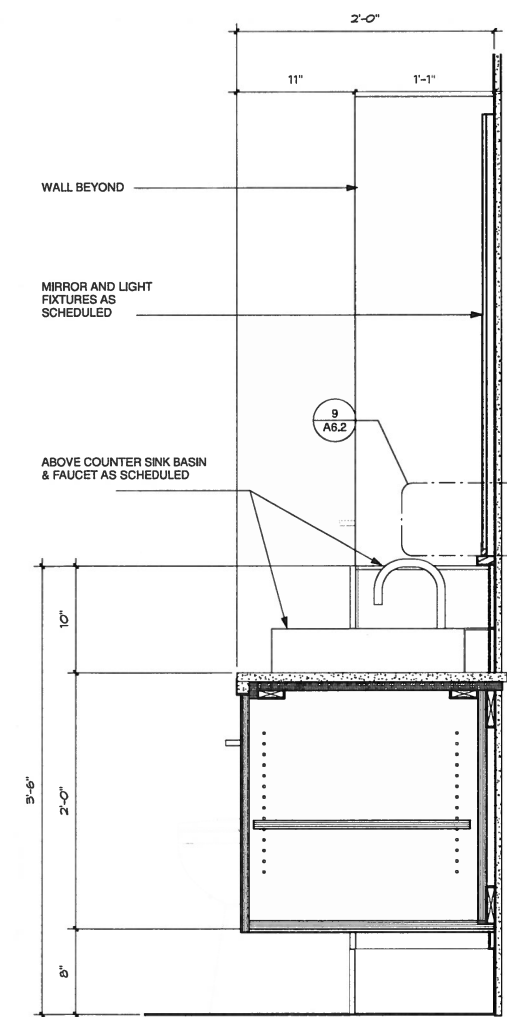 2'-0"
11"
1'-1"
WALL BEYOND
MIRROR AND LIGHT
FIXTURES AS
SCHEDULED
9
A6.2
ABOVE COUNTER SINK BASIN
& FAUCET AS SCHEDULED
10"
3'-6"
2'-0"
8"